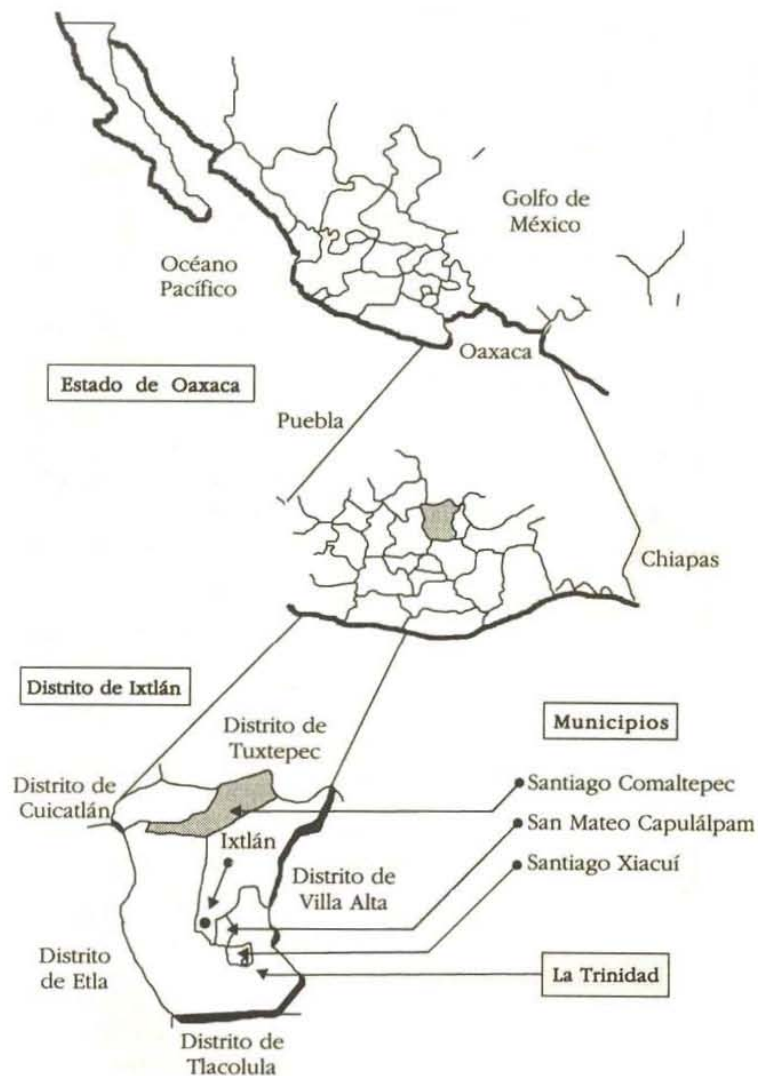 Golfo de
México
Océano
Pacífico
Oaxaca
Estado de Oaxaca
Puebla
Chiapas
Distrito de Ixtlán
Municipios
Distrito de
Tuxtepec
Distrito de
Cuicatlán
Santiago Comaltepec
San Mateo Capulálpam
Ixtlán
Santiago Xiacuí
Distrito de
Villa Alta
Distrito
de Etla
La Trinidad
Distrito de
Tlacolula